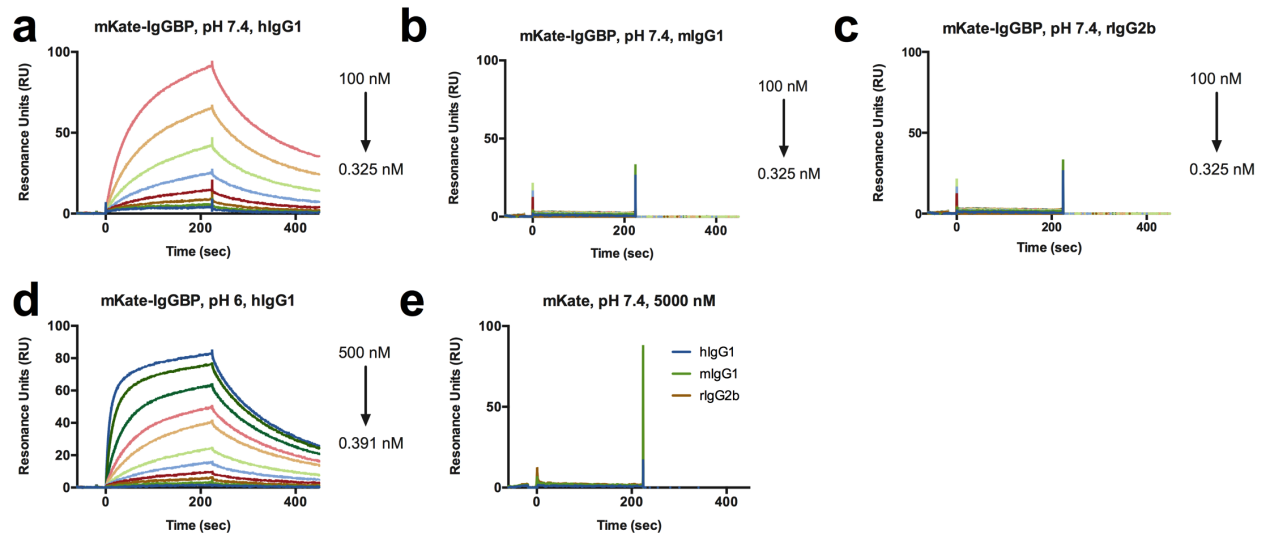 a
mKate-IgGBP, pH 7.4, hIgG1
Resonance Units (RU)
100
50
0
0
200
400
Time (sec)
100 nM
0.325 nM
b
mKate-IgGBP, pH 7.4, mIgG1
Resonance Units (RU)
100
50
0
0
200
400
Time (sec)
100 nM
0.325 nM
c
mKate-IgGBP, pH 7.4, rIgG2b
Resonance Units (RU)
100
50
0
0
200
400
Time (sec)
100 nM
0.325 nM
d
mKate-IgGBP, pH 6, hIgG1
Resonance Units (RU)
100
80
60
40
20
0
0
200
400
Time (sec)
500 nM
0.391 nM
e
mKate, pH 7.4, 5000 nM
Resonance Units (RU)
100
50
0
0
200
400
Time (sec)
hIgG1
mIgG1
rIgG2b